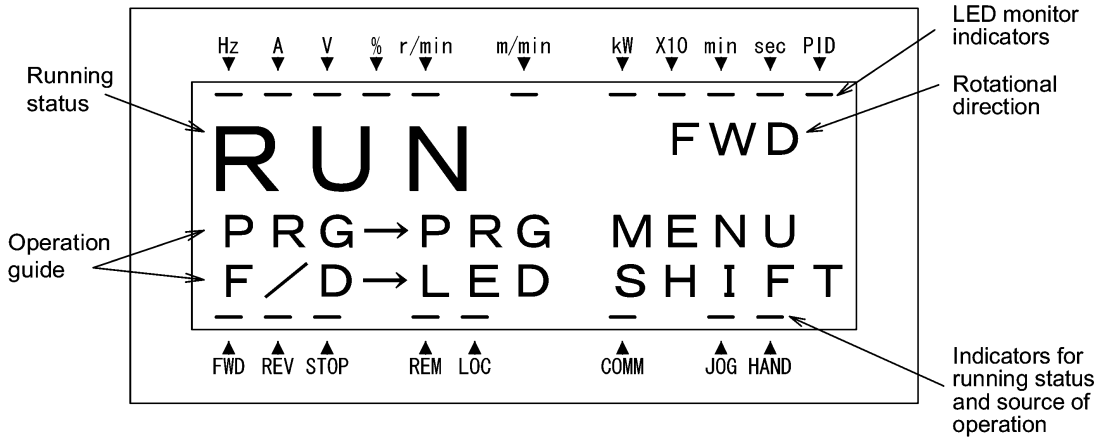 LED monitor
indicators
Hz A V % r/min m/min kW X10 min sec PID
Running
status
Rotational
direction
RUN FWD
Operation
guide
PRG→PRG MENU
F/D→LED SHIFT
FWD REV STOP REM LOC COMM JOG HAND
Indicators for
running status
and source of
operation